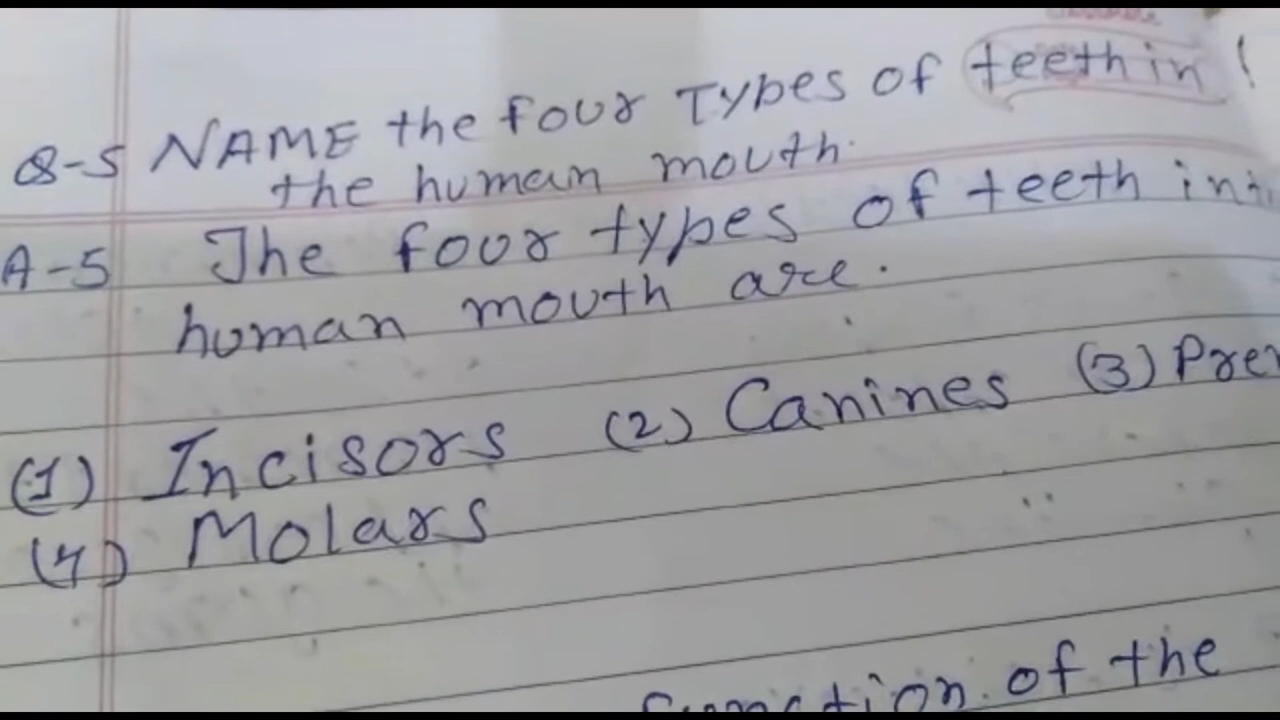 Q-5 NAME the four Types of teeth in
the human mouth.
A-5 The four types of teeth in
human mouth are.
(1) Incisors (2) Canines (3)
(4) Molars
of the